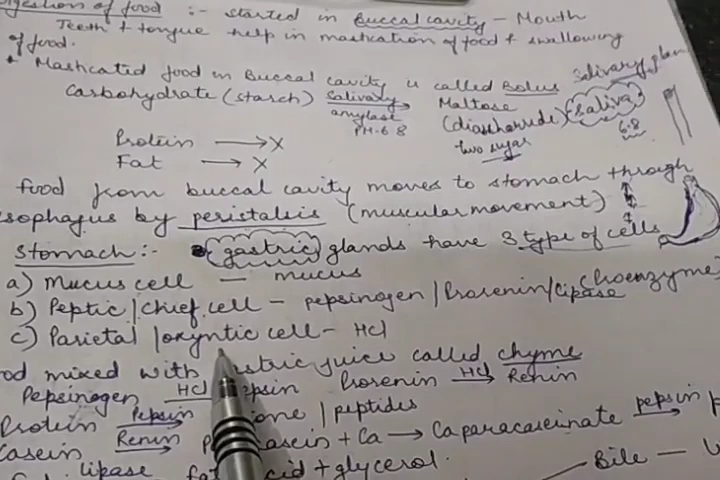 Digestion of food :- started in Buccal cavity - Mouth
Teeth + tongue help in mastication of food + swallowing
of food.
* Masticated food in Buccal cavity is called Bolus Salivary
Carbohydrate (starch) Salivary amylase PH-6.8 → Maltose (disaccharide) two sugar saliva 6.8
Protein → X
Fat → X
food from buccal cavity moves to stomach through
esophagus by peristalsis (muscular movement)
Stomach :- gastric glands have 3 type of cells
a) Mucus cell - mucus
b) Peptic | chief cell - pepsinogen | Prorenin/lipase (Proenzyme)
c) Parietal | oxyntic cell - Hcl
mixed with juice called chyme
Pepsinogen HCl → Prorenin Hcl → Renin
Protein Pepsin → | peptides
Casein Renin → + Ca → Ca paracaseinate pepsin →
lipase acid + glycerol.
Bile -